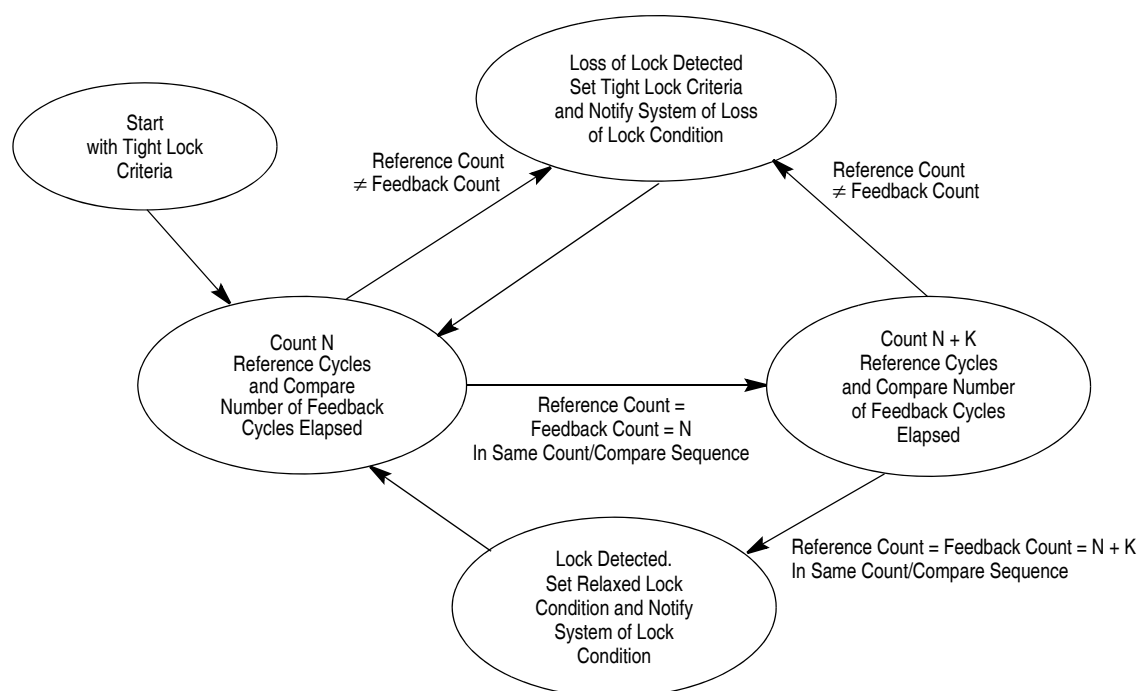 Loss of Lock Detected
Set Tight Lock Criteria
and Notify System of Loss
of Lock Condition
Start
with Tight Lock
Criteria
Reference Count
≠ Feedback Count
Reference Count
≠ Feedback Count
Count N
Reference Cycles
and Compare
Number of Feedback
Cycles Elapsed
Count N + K
Reference Cycles
and Compare Number
of Feedback Cycles
Elapsed
Reference Count =
Feedback Count = N
In Same Count/Compare Sequence
Reference Count = Feedback Count = N + K
In Same Count/Compare Sequence
Lock Detected.
Set Relaxed Lock
Condition and Notify
System of Lock
Condition